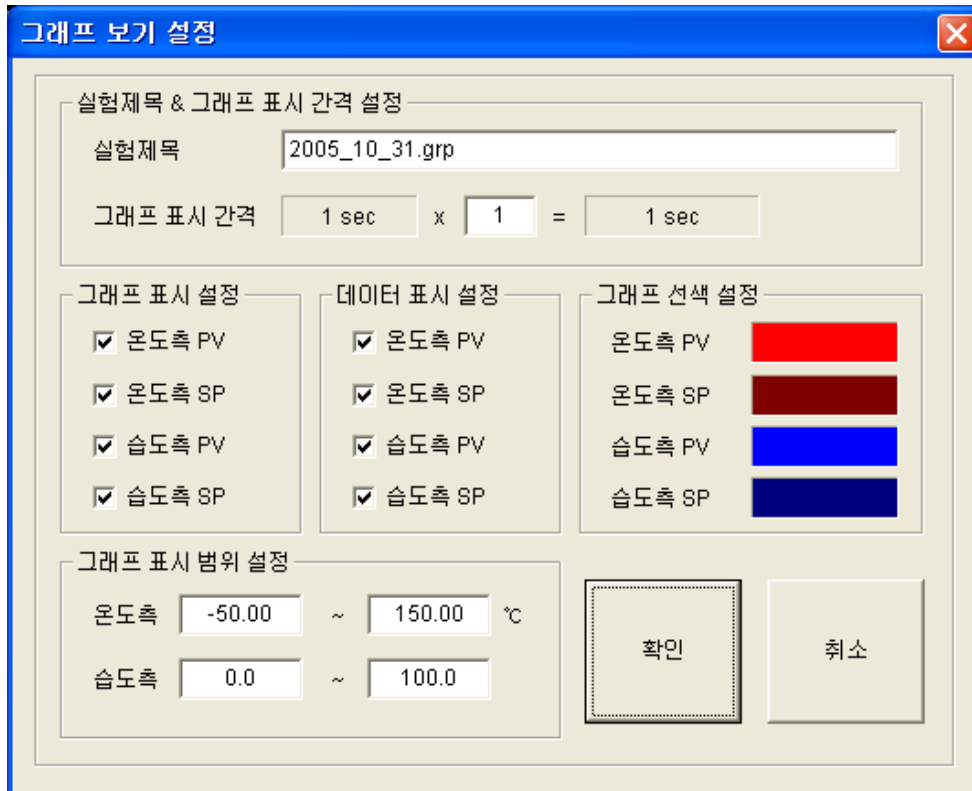 그래프 보기 설정
실험제목 & 그래프 표시 간격 설정
실험제목 2005_10_31.grp
그래프 표시 간격 1 sec x 1 = 1 sec
그래프 표시 설정
온도측 PV
온도측 SP
습도측 PV
습도측 SP
데이터 표시 설정
온도측 PV
온도측 SP
습도측 PV
습도측 SP
그래프 선색 설정
온도측 PV
온도측 SP
습도측 PV
습도측 SP
그래프 표시 범위 설정
온도측 -50.00 ~ 150.00 ℃
습도측 0.0 ~ 100.0
확인
취소